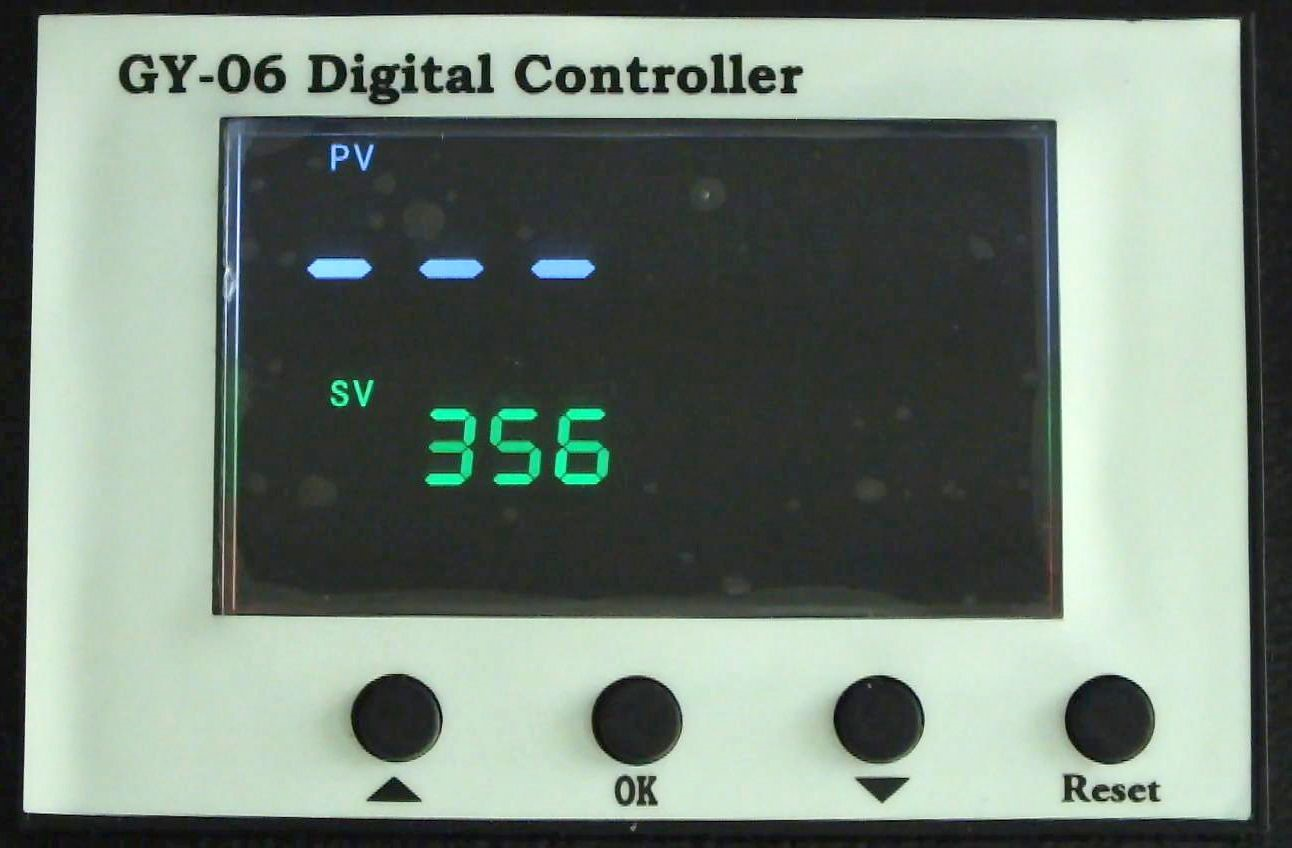 GY-06 Digital Controller
PV
---
SV
356
▲ OK ▼ Reset